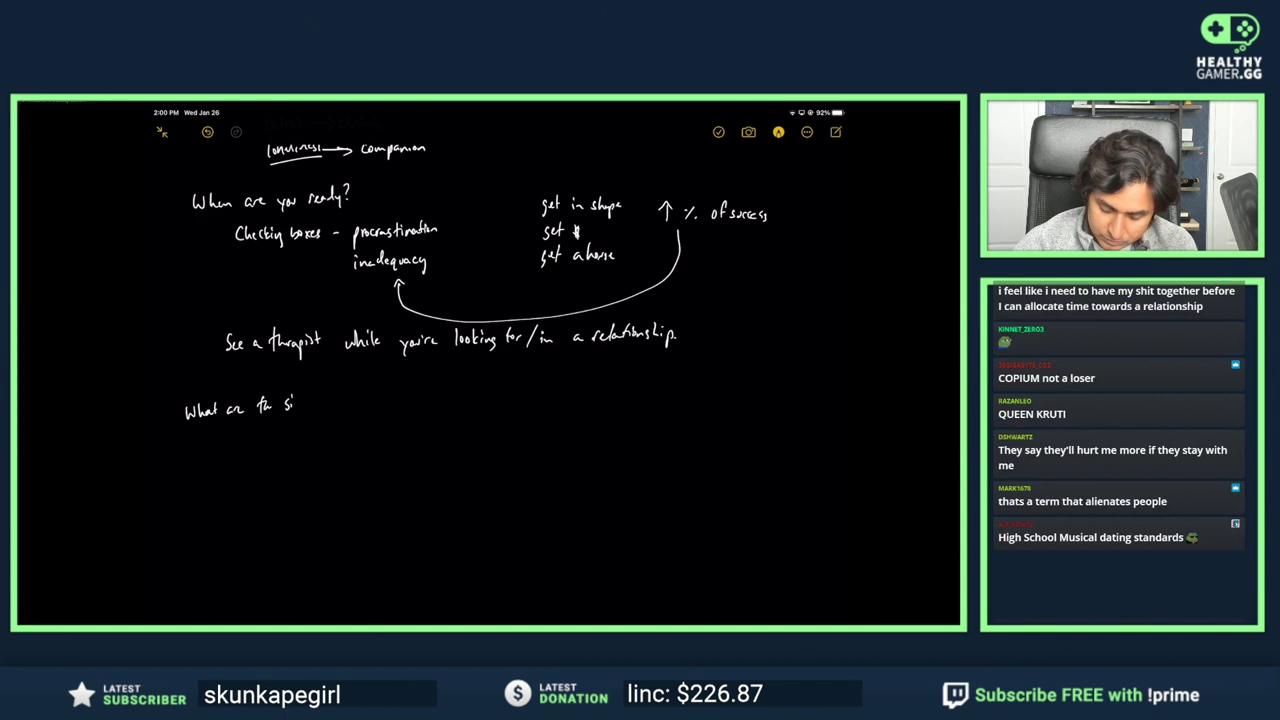 HEALTHY
GAMER.GG
2:00 PM Wed Jan 26
92%
loneliness → companion
When are you ready?
Checking boxes - procrastination
inadequacy
get in shape
get $
get a horse
↑ % of success
See a therapist while you're looking for/in a relationship.
What are the si
i feel like i need to have my shit together before
I can allocate time towards a relationship
KINNET_ZERO3
COPIUM not a loser
RAZANLEO
QUEEN KRUTI
DSHWARTZ
They say they'll hurt me more if they stay with
me
MARK1678
thats a term that alienates people
High School Musical dating standards
LATEST
SUBSCRIBER
skunkapegirl
LATEST
DONATION
linc: $226.87
Subscribe FREE with !prime